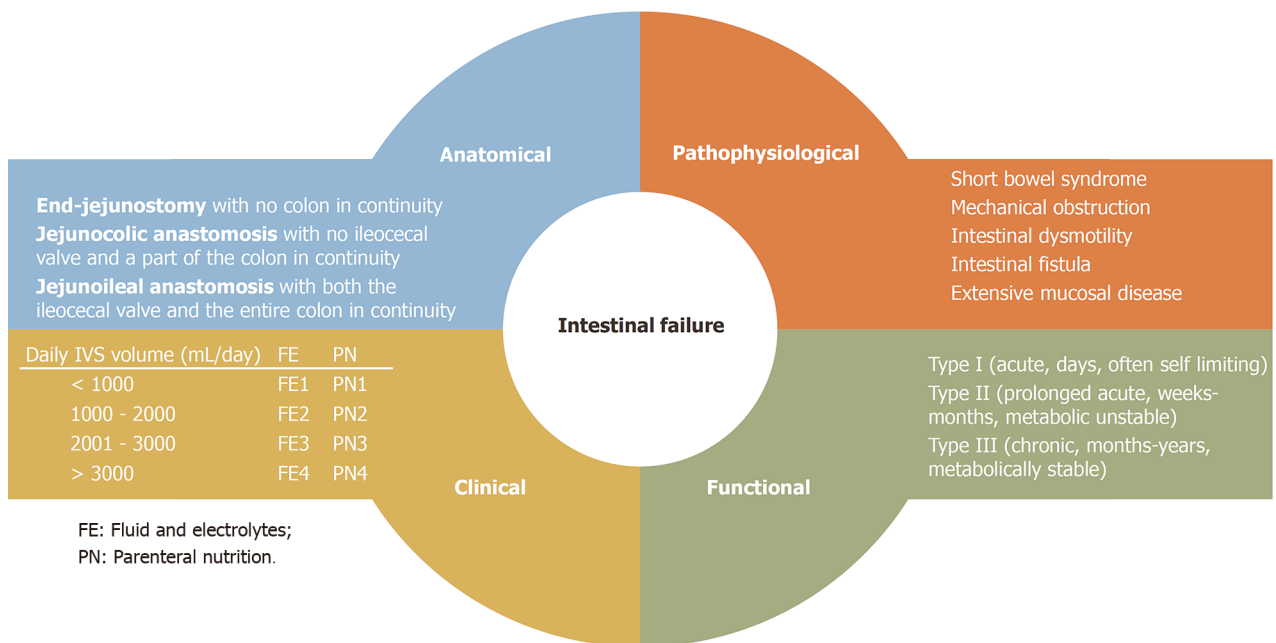 Anatomical
End-jejunostomy with no colon in continuity
Jejunocolic anastomosis with no ileocecal
valve and a part of the colon in continuity
Jejunoileal anastomosis with both the
ileocecal valve and the entire colon in continuity
Pathophysiological
Short bowel syndrome
Mechanical obstruction
Intestinal dysmotility
Intestinal fistula
Extensive mucosal disease
Intestinal failure
Daily IVS volume (mL/day) FE PN
< 1000 FE1 PN1
1000 - 2000 FE2 PN2
2001 - 3000 FE3 PN3
> 3000 FE4 PN4
Clinical
Functional
Type I (acute, days, often self limiting)
Type II (prolonged acute, weeks-
months, metabolic unstable)
Type III (chronic, months-years,
metabolically stable)
FE: Fluid and electrolytes;
PN: Parenteral nutrition.